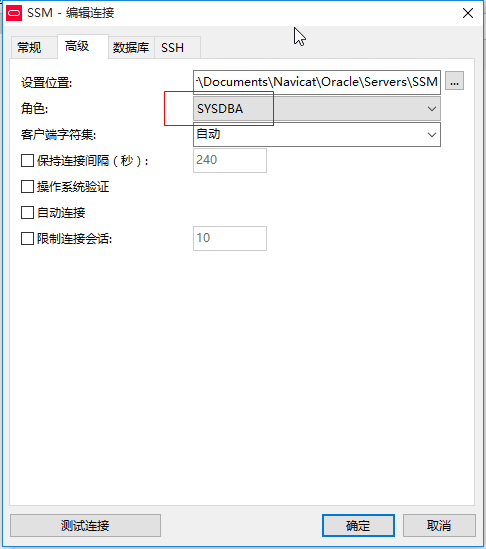 SSM - 编辑连接
常规 高级 数据库 SSH
设置位置: \Documents\Navicat\Oracle\Servers\SSM ...
角色: SYSDBA
客户端字符集: 自动
保持连接间隔（秒）: 240
操作系统验证
自动连接
限制连接会话: 10
测试连接 确定 取消